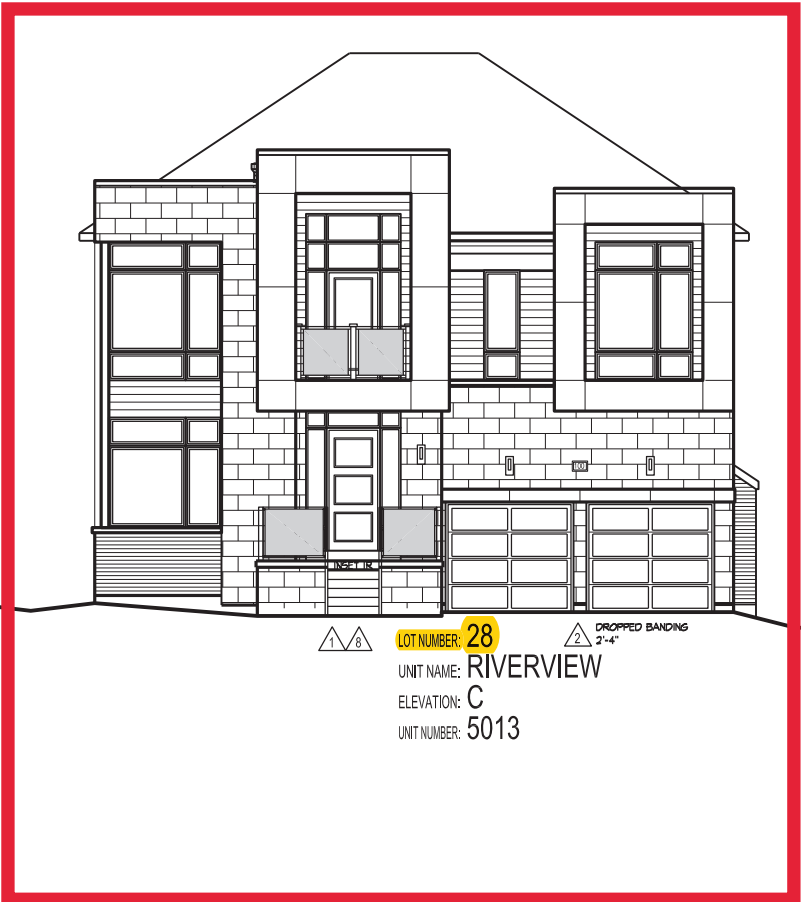 INSET 1R
1 8 LOT NUMBER: 28 2 DROPPED BANDING
2'-4"
UNIT NAME: RIVERVIEW
ELEVATION: C
UNIT NUMBER: 5013